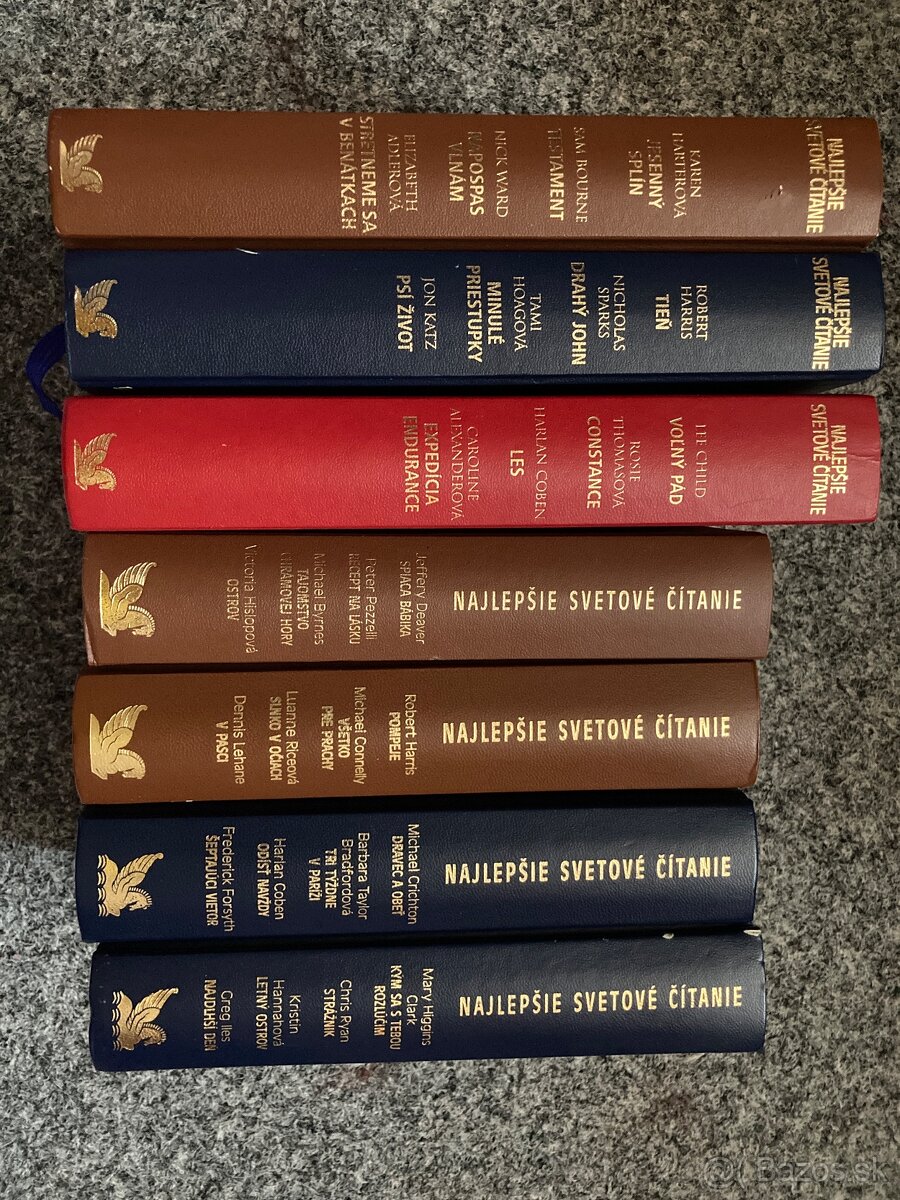 NAJLEPŠIE
SVETOVÉ ČÍTANIE
KAREN
HARTEROVÁ
JESENNÝ
SPLIN
SAM BOURNE
TESTAMENT
NICK WARD
NAPOSPAS
VLNÁM
ELIZABETH
ADLEROVÁ
STRETNEME SA
V BENÁTKACH
NAJLEPŠIE
SVETOVÉ ČÍTANIE
ROBERT
HARRIS
TIEŇ
NICHOLAS
SPARKS
DRAHÝ JOHN
TAMI
HOAGOVÁ
MINULÉ
PRIESTUPKY
JON KATZ
PSÍ ŽIVOT
NAJLEPŠIE
SVETOVÉ ČÍTANIE
LEE CHILD
VOĽNÝ PÁD
ROSIE
THOMASOVÁ
CONSTANCE
HARLAN COBEN
LES
CAROLINE
ALEXANDEROVÁ
EXPEDÍCIA
ENDURANCE
NAJLEPŠIE SVETOVÉ ČÍTANIE
Jeffery Deaver
SPIACA BÁBIKA
Peter Pezzelli
RECEPT NA LÁSKU
Michael Byrnes
TAJOMSTVO
CHRÁMOVEJ HORY
Victoria Hislopová
OSTROV
NAJLEPŠIE SVETOVÉ ČÍTANIE
Robert Harris
POMPEJE
Michael Connelly
VŠETKO
PRE PRACHY
Luanne Riceová
SLNKO V OČIACH
Dennis Lehane
V PASCI
NAJLEPŠIE SVETOVÉ ČÍTANIE
Michael Crichton
DRAVEC A OBEŤ
Barbara Taylor
Bradfordová
TRI TÝŽDNE
V PARÍŽI
Harlan Coben
ODÍSŤ NAVŽDY
Frederick Forsyth
ŠEPTAJÚCI VIETOR
NAJLEPŠIE SVETOVÉ ČÍTANIE
Mary Higgins
Clark
KÝM SA S TEBOU
ROZLÚČIM
Chris Ryan
STRÁŽNIK
Kristin
Hannahová
LETNÝ OSTROV
Greg Iles
NAJDLHŠÍ DEŇ
Bazos.sk